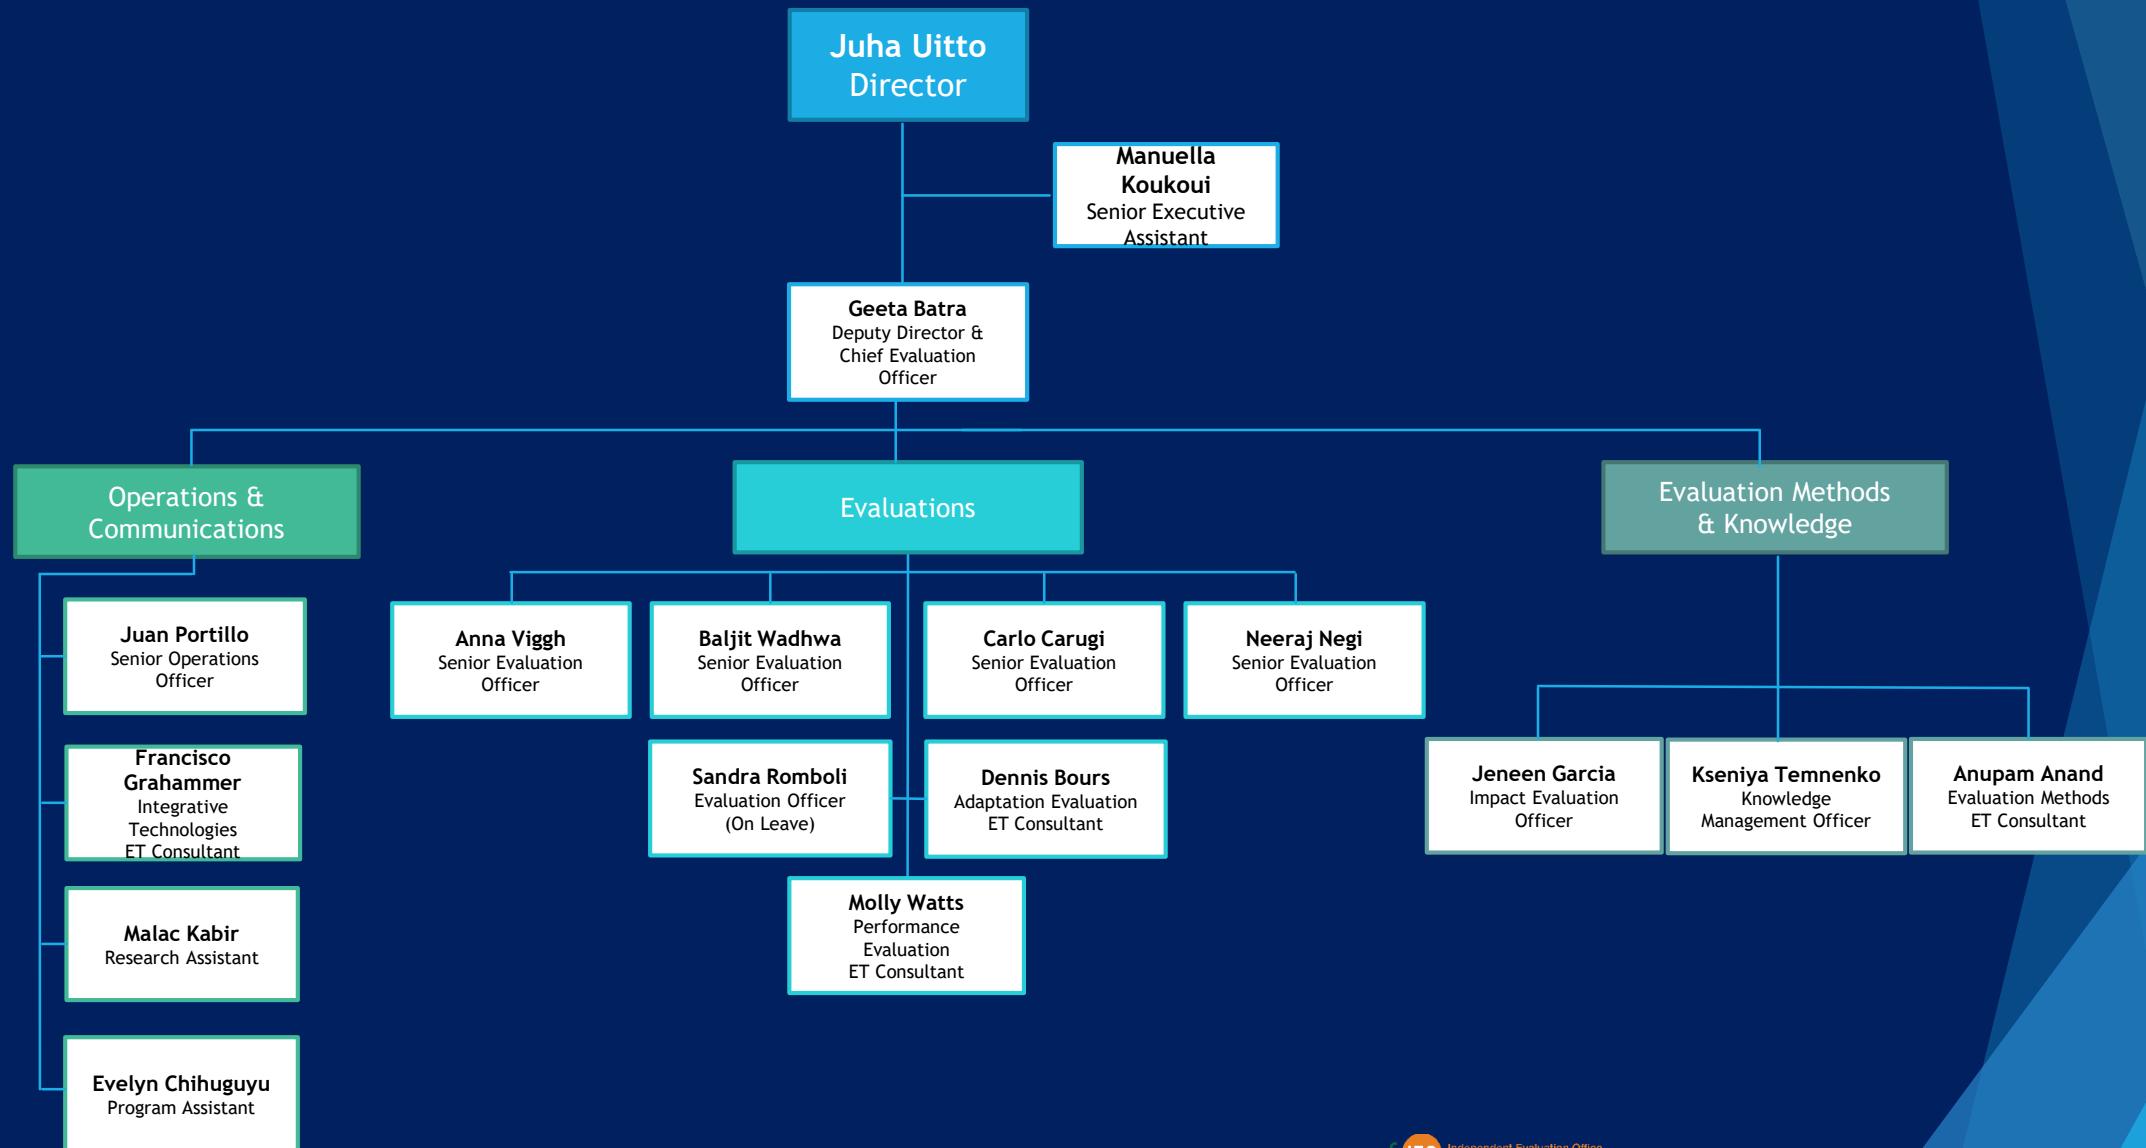 Juha Uitto
Director
Manuella
Koukoui
Senior Executive
Assistant
Geeta Batra
Deputy Director &
Chief Evaluation
Officer
Operations &
Communications
Evaluations
Evaluation Methods
& Knowledge
Juan Portillo
Senior Operations
Officer
Anna Viggh
Senior Evaluation
Officer
Baljit Wadhwa
Senior Evaluation
Officer
Carlo Carugi
Senior Evaluation
Officer
Neeraj Negi
Senior Evaluation
Officer
Francisco
Grahammer
Integrative
Technologies
ET Consultant
Sandra Romboli
Evaluation Officer
(On Leave)
Dennis Bours
Adaptation Evaluation
ET Consultant
Jeneen Garcia
Impact Evaluation
Officer
Kseniya Temnenko
Knowledge
Management Officer
Anupam Anand
Evaluation Methods
ET Consultant
Malac Kabir
Research Assistant
Molly Watts
Performance
Evaluation
ET Consultant
Evelyn Chihuguyu
Program Assistant
Independent Evaluation Office